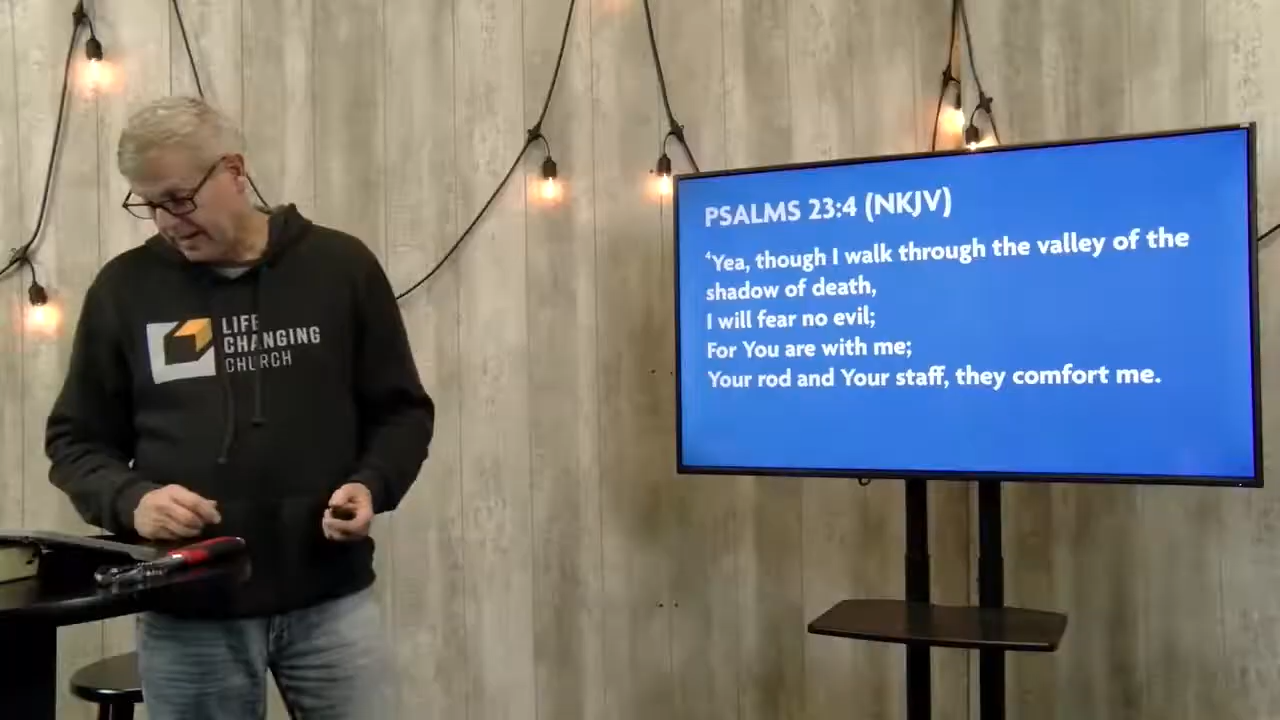 LIFE
CHANGING
CHURCH
PSALMS 23:4 (NKJV)
⁴Yea, though I walk through the valley of the
shadow of death,
I will fear no evil;
For You are with me;
Your rod and Your staff, they comfort me.